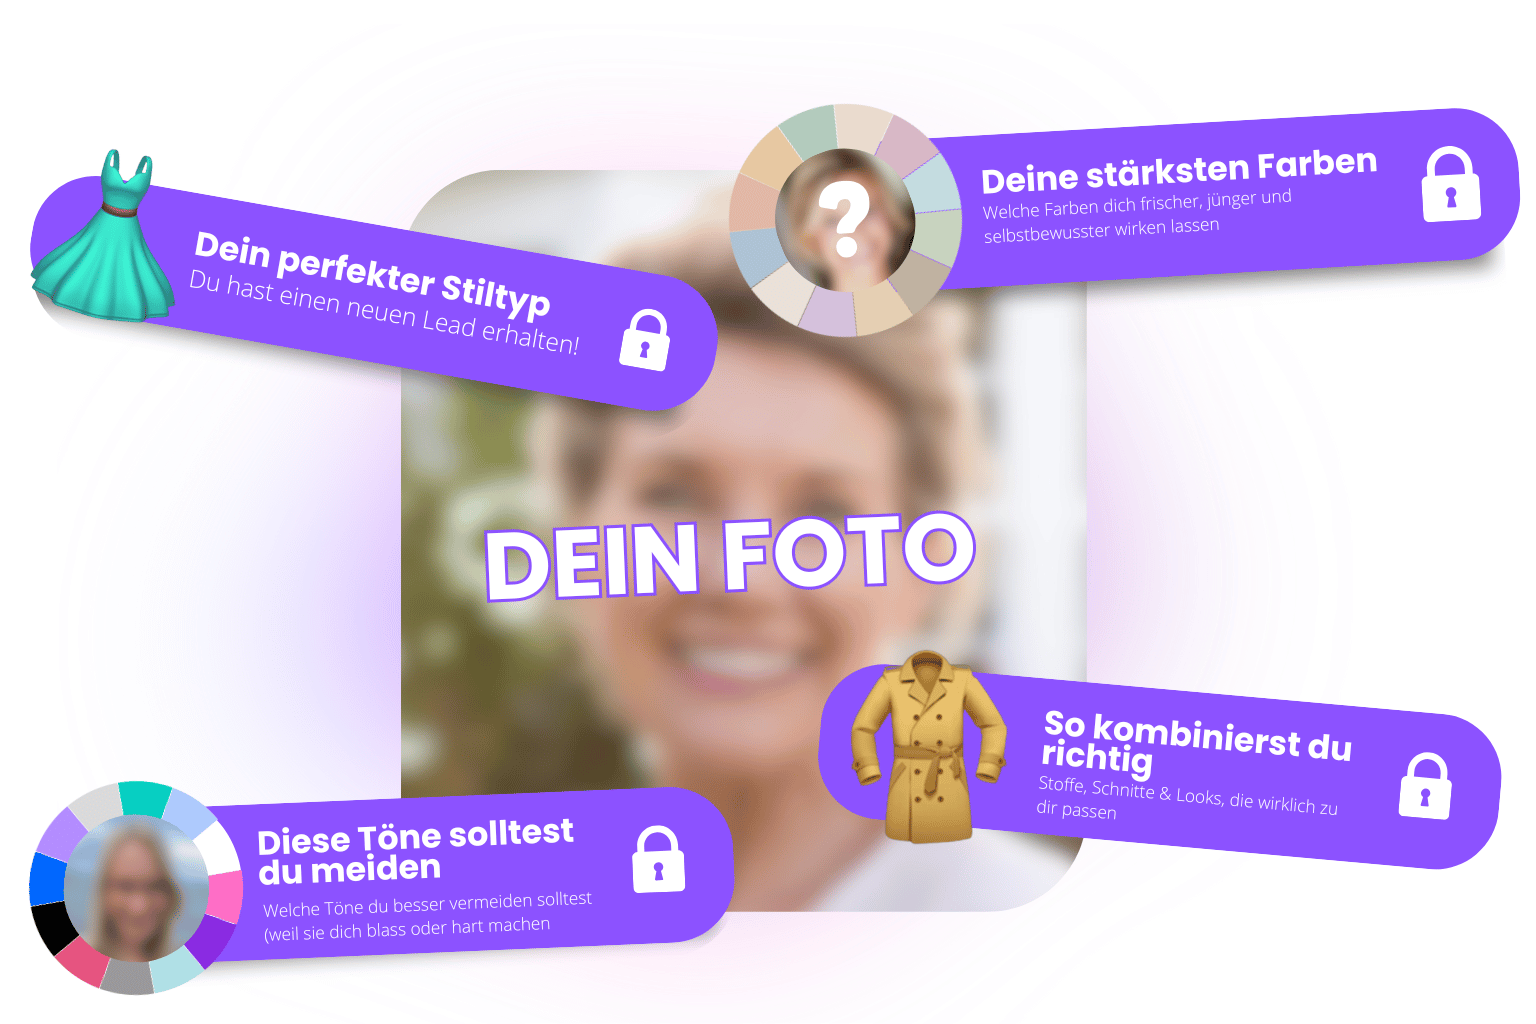 Deine stärksten Farben
Welche Farben dich frischer, jünger und
selbstbewusster wirken lassen
?
Dein perfekter Stiltyp
Du hast einen neuen Lead erhalten!
DEIN FOTO
So kombinierst du
richtig
Stoffe, Schnitte & Looks, die wirklich zu
dir passen
Diese Töne solltest
du meiden
Welche Töne du besser vermeiden solltest
(weil sie dich blass oder hart machen